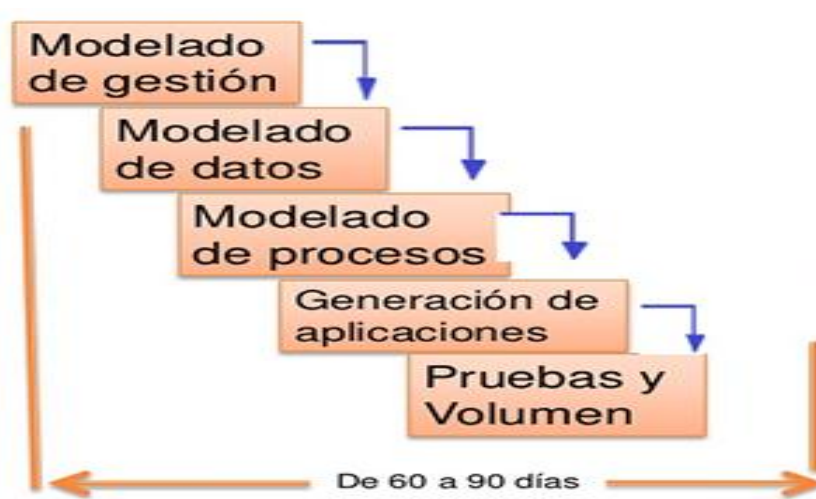 Modelado
de gestión
Modelado
de datos
Modelado
de procesos
Generación de
aplicaciones
Pruebas y
Volumen
De 60 a 90 días